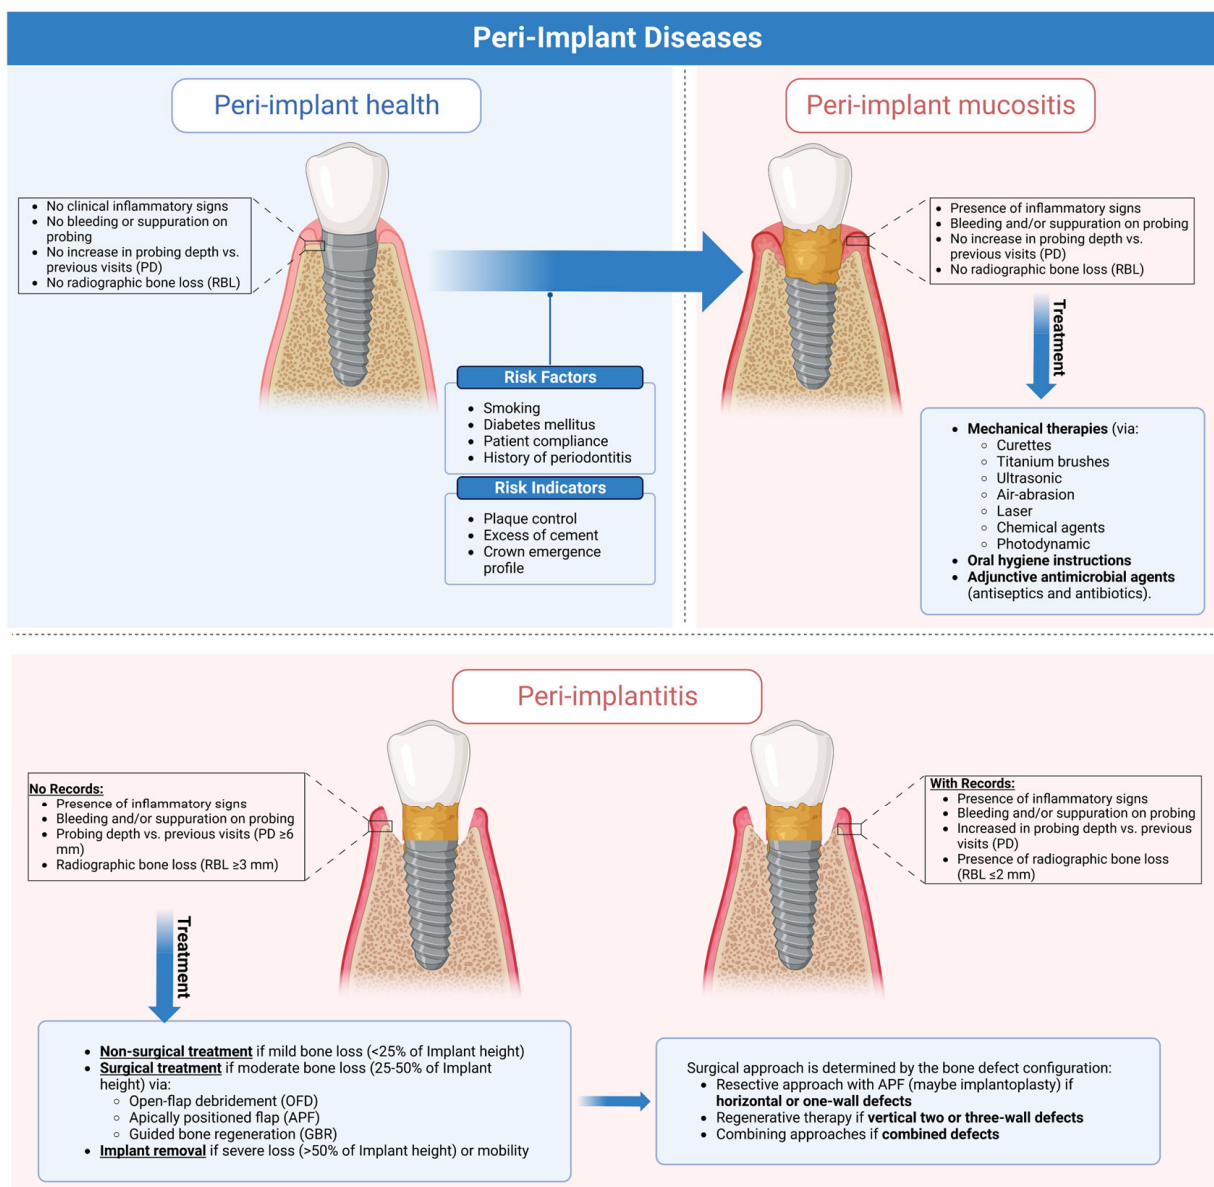 Peri-Implant Diseases
Peri-implant health
• No clinical inflammatory signs
• No bleeding or suppuration on
probing
• No increase in probing depth vs.
previous visits (PD)
• No radiographic bone loss (RBL)
Risk Factors
• Smoking
• Diabetes mellitus
• Patient compliance
• History of periodontitis
Risk Indicators
• Plaque control
• Excess of cement
• Crown emergence
profile
Peri-implant mucositis
• Presence of inflammatory signs
• Bleeding and/or suppuration on probing
• No increase in probing depth vs.
previous visits (PD)
• No radiographic bone loss (RBL)
Treatment
• Mechanical therapies (via:
○ Curettes
○ Titanium brushes
○ Ultrasonic
○ Air-abrasion
○ Laser
○ Chemical agents
○ Photodynamic
• Oral hygiene instructions
• Adjunctive antimicrobial agents
(antiseptics and antibiotics).
Peri-implantitis
No Records:
• Presence of inflammatory signs
• Bleeding and/or suppuration on probing
• Probing depth vs. previous visits (PD ≥6
mm)
• Radiographic bone loss (RBL ≥3 mm)
With Records:
• Presence of inflammatory signs
• Bleeding and/or suppuration on probing
• Increased in probing depth vs. previous
visits (PD)
• Presence of radiographic bone loss
(RBL ≤2 mm)
Treatment
• Non-surgical treatment if mild bone loss (<25% of Implant height)
• Surgical treatment if moderate bone loss (25-50% of Implant
height) via:
○ Open-flap debridement (OFD)
○ Apically positioned flap (APF)
○ Guided bone regeneration (GBR)
• Implant removal if severe loss (>50% of Implant height) or mobility
Surgical approach is determined by the bone defect configuration:
• Resective approach with APF (maybe implantoplasty) if
horizontal or one-wall defects
• Regenerative therapy if vertical two or three-wall defects
• Combining approaches if combined defects